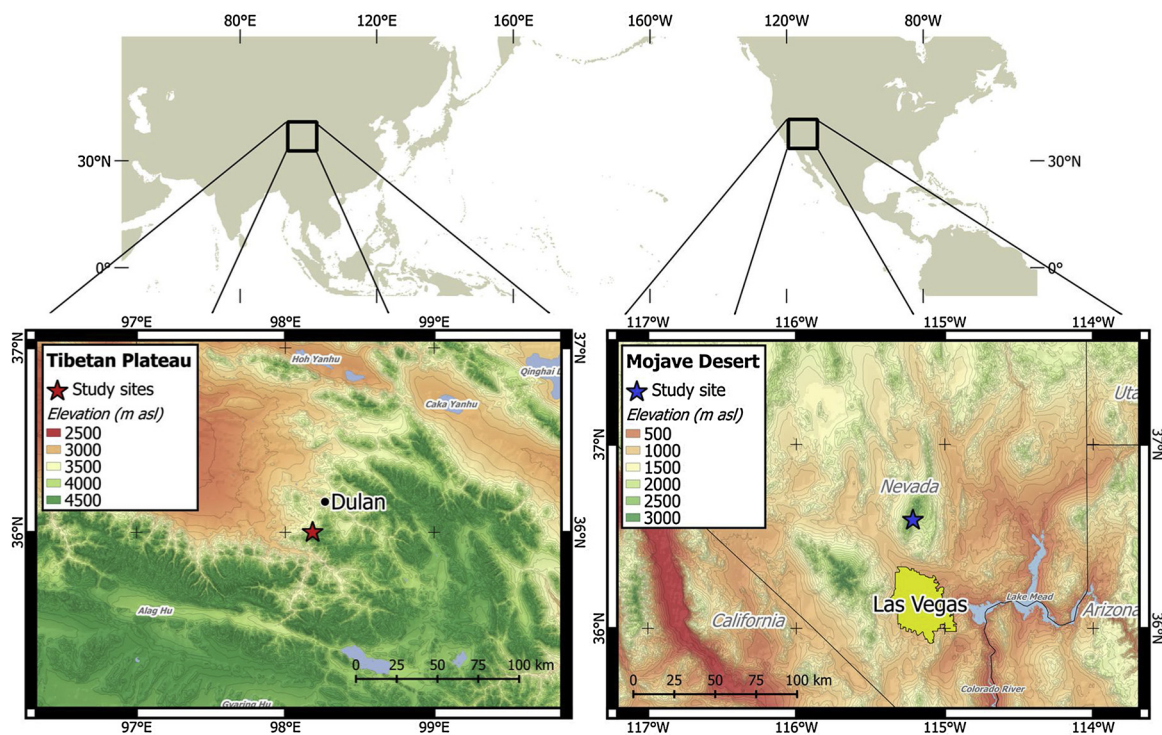 80°E 120°E 160°E 160°W 120°W 80°W
30°N 30°N
0° 0°
97°E 98°E 99°E
37°N 37°N
Tibetan Plateau
Study sites
Elevation (m asl)
2500
3000
3500
4000
4500
Hoh Yanhu
Qinghai
Caka Yanhu
Dulan
36°N 36°N
Alag Hu
0 25 50 75 100 km
Gyaring Hu
97°E 98°E 99°E
117°W 116°W 115°W 114°W
Mojave Desert
Study site
Elevation (m asl)
500
1000
1500
2000
2500
3000
Uta
37°N 37°N
Nevada
Las Vegas
Lake Mead
California
Arizona
36°N 36°N
0 25 50 75 100 km
Colorado River
117°W 116°W 115°W 114°W